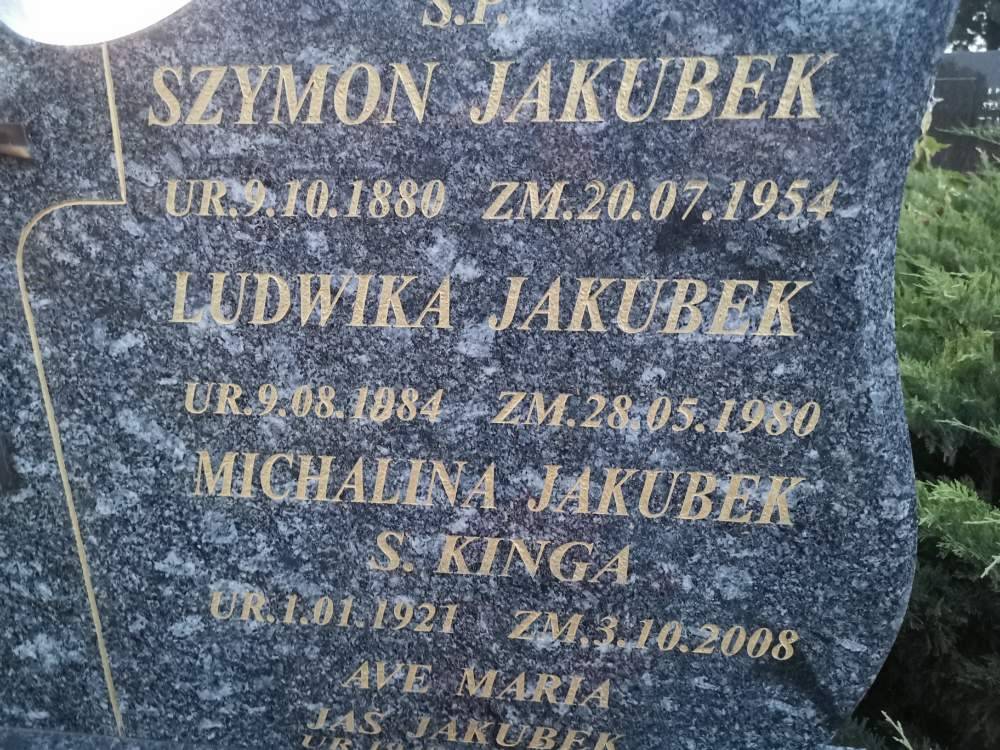 Ś.P.
SZYMON JAKUBEK
UR.9.10.1880 ZM.20.07.1954
LUDWIKA JAKUBEK
UR.9.08.1884 ZM.28.05.1980
MICHALINA JAKUBEK
S. KINGA
UR.1.01.1921 ZM.3.10.2008
AVE MARIA
JAŚ JAKUBEK